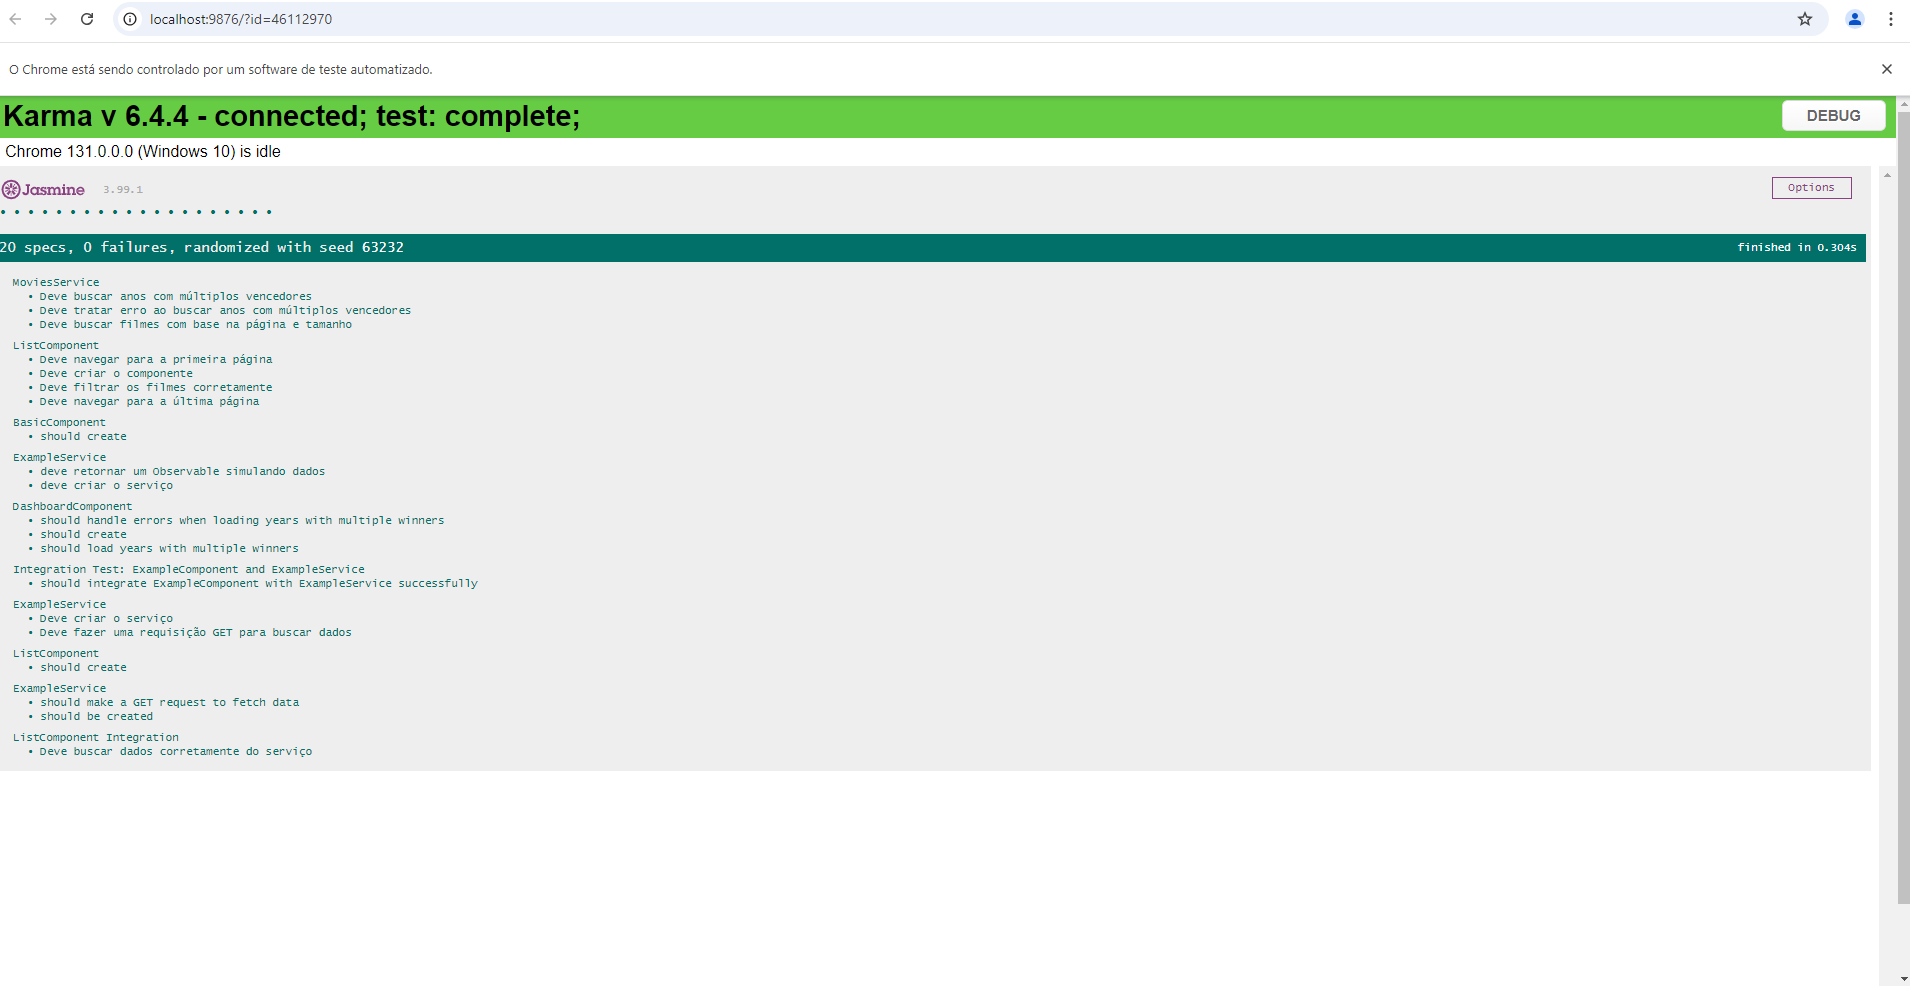 localhost:9876/?id=46112970
O Chrome está sendo controlado por um software de teste automatizado.
Karma v 6.4.4 - connected; test: complete;
DEBUG
Chrome 131.0.0.0 (Windows 10) is idle
Jasmine 3.99.1
Options
20 specs, 0 failures, randomized with seed 63232
finished in 0.304s
MoviesService
• Deve buscar anos com múltiplos vencedores
• Deve tratar erro ao buscar anos com múltiplos vencedores
• Deve buscar filmes com base na página e tamanho
ListComponent
• Deve navegar para a primeira página
• Deve criar o componente
• Deve filtrar os filmes corretamente
• Deve navegar para a última página
BasicComponent
• should create
ExampleService
• deve retornar um Observable simulando dados
• deve criar o serviço
DashboardComponent
• should handle errors when loading years with multiple winners
• should create
• should load years with multiple winners
Integration Test: ExampleComponent and ExampleService
• should integrate ExampleComponent with ExampleService successfully
ExampleService
• Deve criar o serviço
• Deve fazer uma requisição GET para buscar dados
ListComponent
• should create
ExampleService
• should make a GET request to fetch data
• should be created
ListComponent Integration
• Deve buscar dados corretamente do serviço